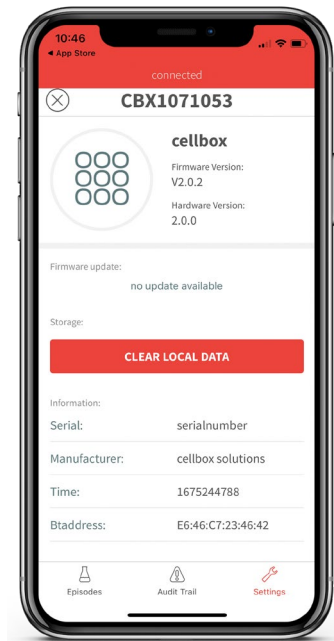 10:46
◀ App Store
connected
CBX1071053
cellbox
Firmware Version:
V2.0.2
Hardware Version:
2.0.0
Firmware update:
no update available
Storage:
CLEAR LOCAL DATA
Information:
Serial: serialnumber
Manufacturer: cellbox solutions
Time: 1675244788
Btaddress: E6:46:C7:23:46:42
Episodes Audit Trail Settings